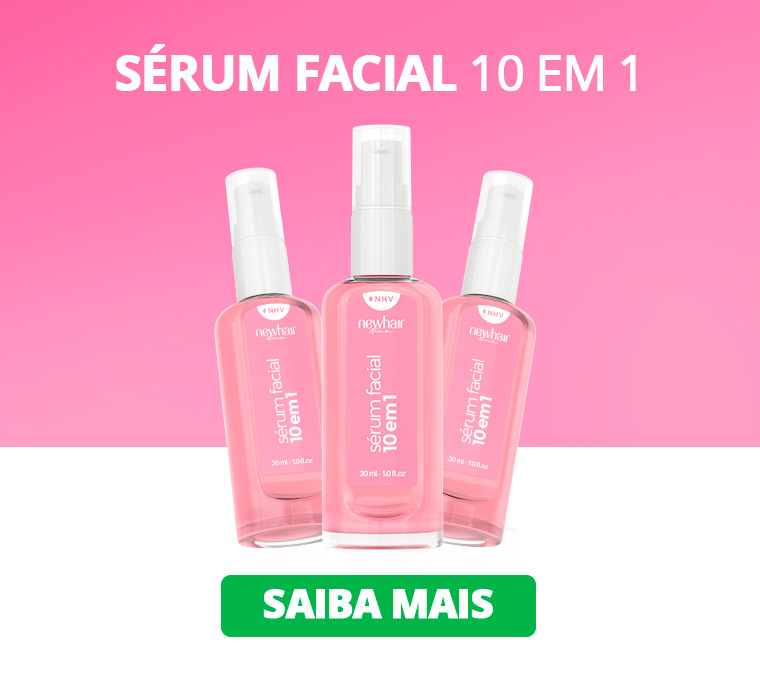 SÉRUM FACIAL 10 EM 1
NHV
newhair
sérum facial
10 em 1
30 ml - 1.0 fl.oz
NHV
newhair
sérum facial
10 em 1
30 ml - 1.0 fl.oz
NHV
newhair
sérum facial
10 em 1
30 ml - 1.0 fl.oz
SAIBA MAIS